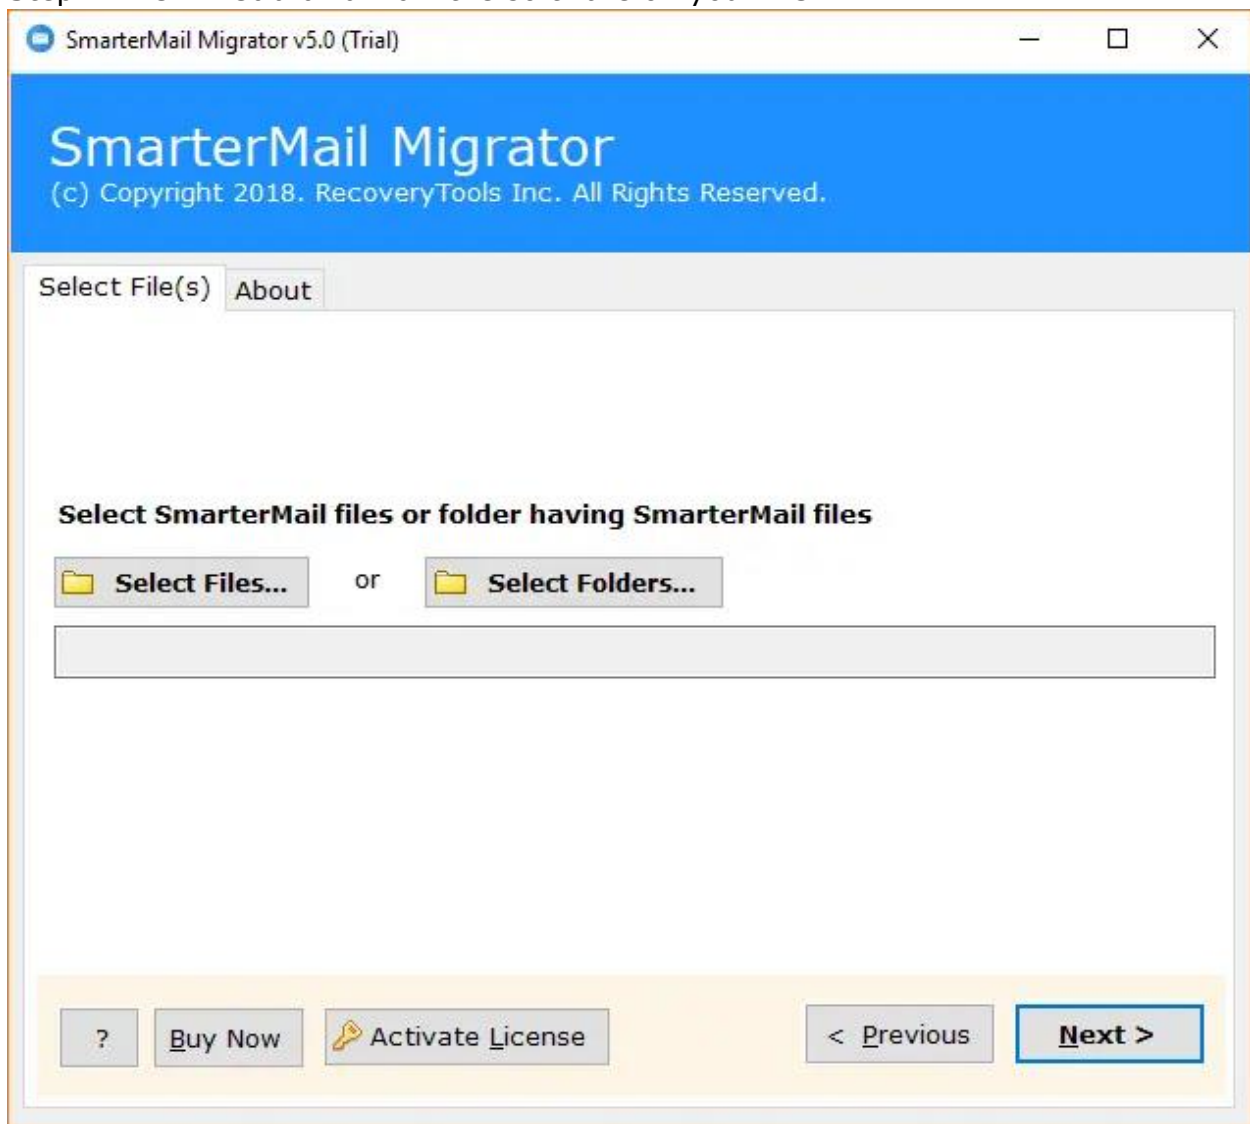 SmarterMail Migrator v5.0 (Trial)
SmarterMail Migrator
(c) Copyright 2018. RecoveryTools Inc. All Rights Reserved.
Select File(s) About
Select SmarterMail files or folder having SmarterMail files
Select Files... or Select Folders...
? Buy Now Activate License < Previous Next >